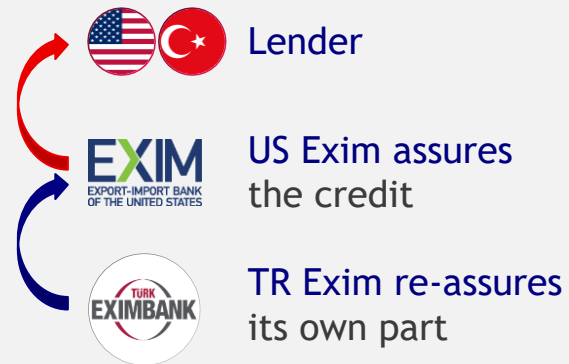 Lender
EXIM
EXPORT-IMPORT BANK
OF THE UNITED STATES
US Exim assures
the credit
TÜRK
EXIMBANK
TR Exim re-assures
its own part